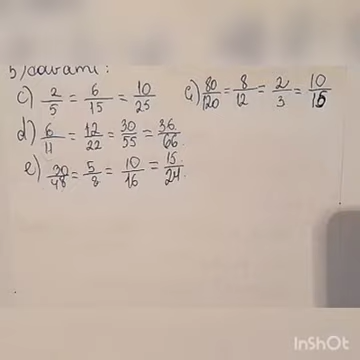 b) davamı:
c) 2/5 = 6/15 = 10/25
d) 6/11 = 12/22 = 30/55 = 36/66
e) 30/48 = 5/8 = 10/16 = 15/24
80/120 = 8/12 = 2/3 = 10/15
InShOt